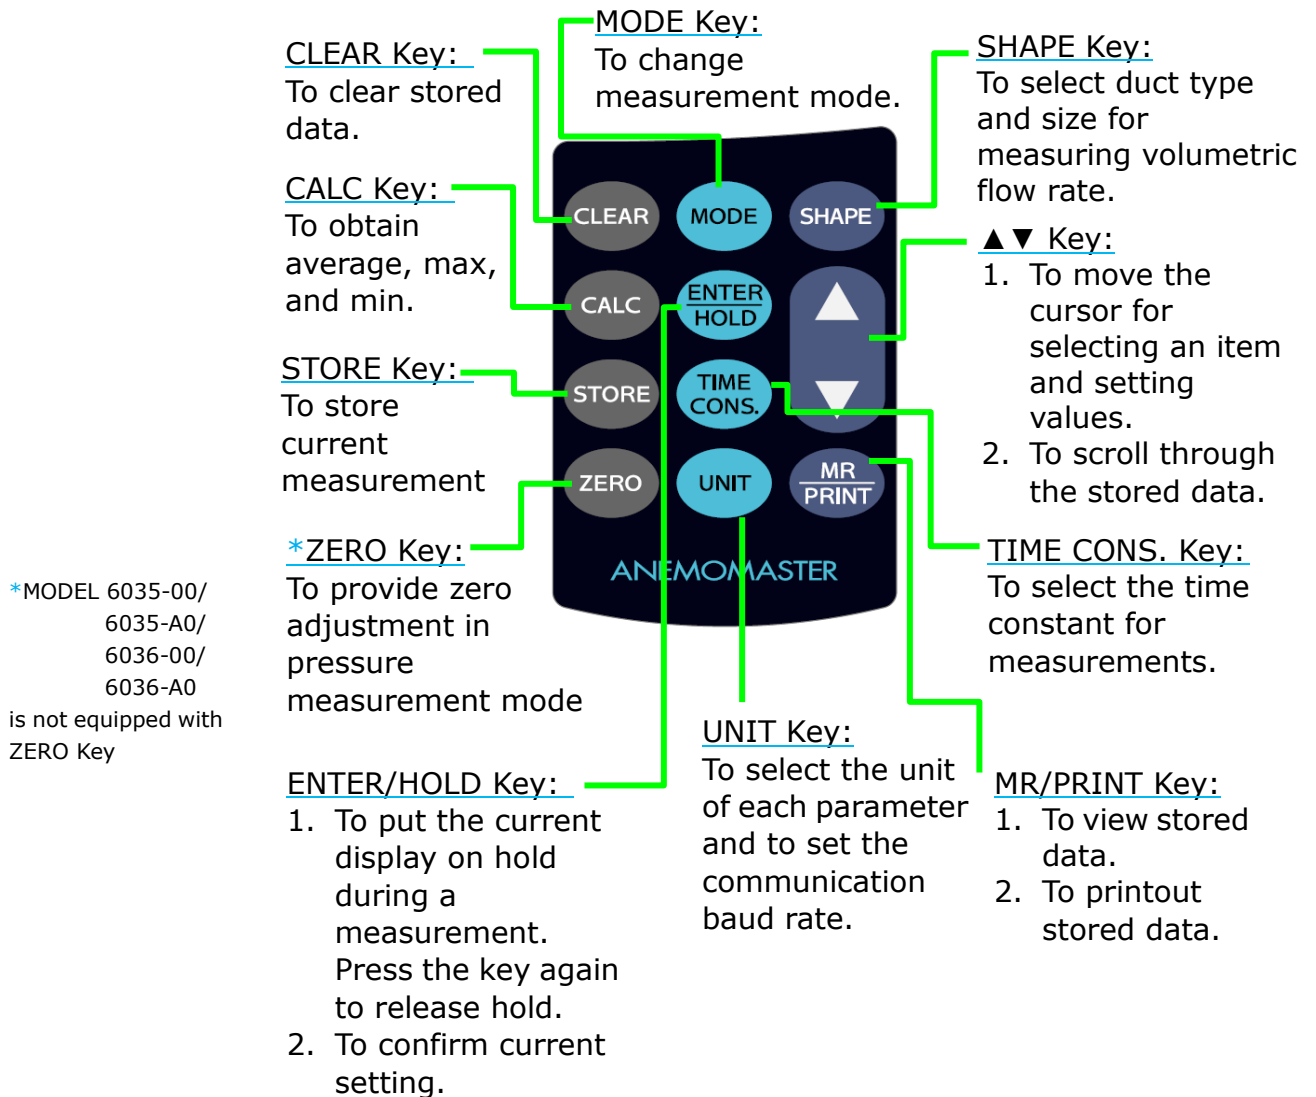 MODE Key:
To change
measurement mode.
CLEAR Key:
To clear stored
data.
CALC Key:
To obtain
average, max,
and min.
STORE Key:
To store
current
measurement
*ZERO Key:
To provide zero
adjustment in
pressure
measurement mode
*MODEL 6035-00/
6035-A0/
6036-00/
6036-A0
is not equipped with
ZERO Key
ENTER/HOLD Key:
1. To put the current
display on hold
during a
measurement.
Press the key again
to release hold.
2. To confirm current
setting.
CLEAR
MODE
SHAPE
CALC
ENTER
HOLD
▲
STORE
TIME
CONS.
▼
ZERO
UNIT
MR
PRINT
ANEMOMASTER
UNIT Key:
To select the unit
of each parameter
and to set the
communication
baud rate.
SHAPE Key:
To select duct type
and size for
measuring volumetric
flow rate.
▲▼ Key:
1. To move the
cursor for
selecting an item
and setting
values.
2. To scroll through
the stored data.
TIME CONS. Key:
To select the time
constant for
measurements.
MR/PRINT Key:
1. To view stored
data.
2. To printout
stored data.